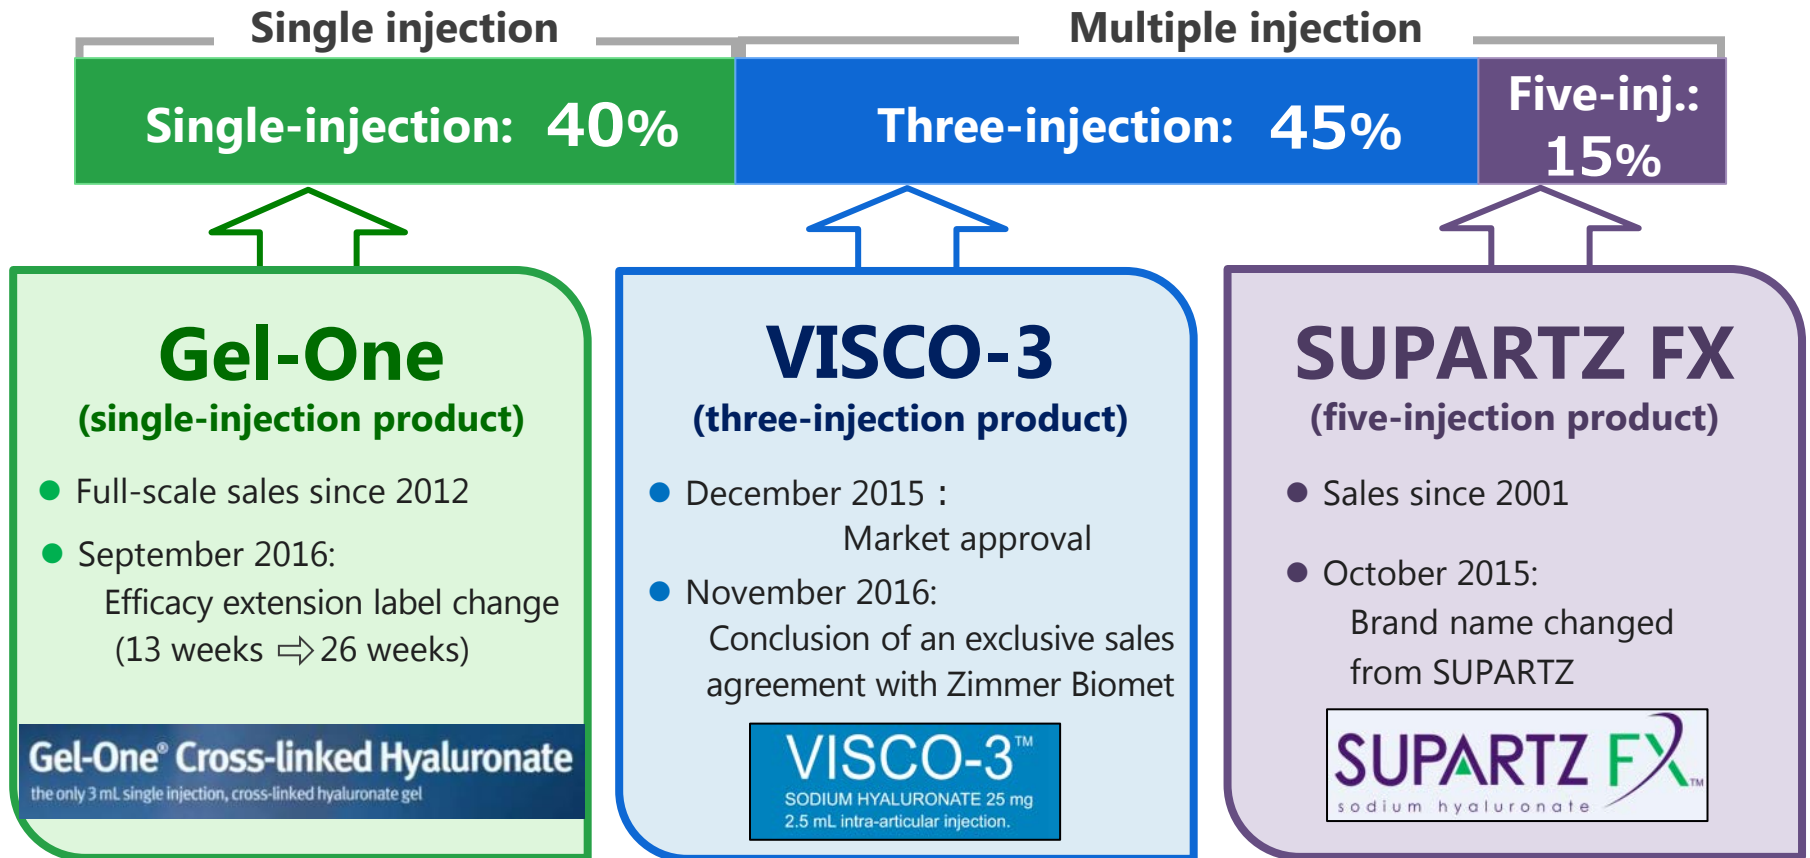 Single injection
Multiple injection
Single-injection: 40%
Three-injection: 45%
Five-inj.:
15%
Gel-One
(single-injection product)
● Full-scale sales since 2012
● September 2016:
Efficacy extension label change
(13 weeks ⇨ 26 weeks)
Gel-One® Cross-linked Hyaluronate
the only 3 mL single injection, cross-linked hyaluronate gel
VISCO-3
(three-injection product)
● December 2015：
Market approval
● November 2016:
Conclusion of an exclusive sales
agreement with Zimmer Biomet
VISCO-3™
SODIUM HYALURONATE 25 mg
2.5 mL intra-articular injection.
SUPARTZ FX
(five-injection product)
● Sales since 2001
● October 2015:
Brand name changed
from SUPARTZ
SUPARTZ FX™
sodium hyaluronate